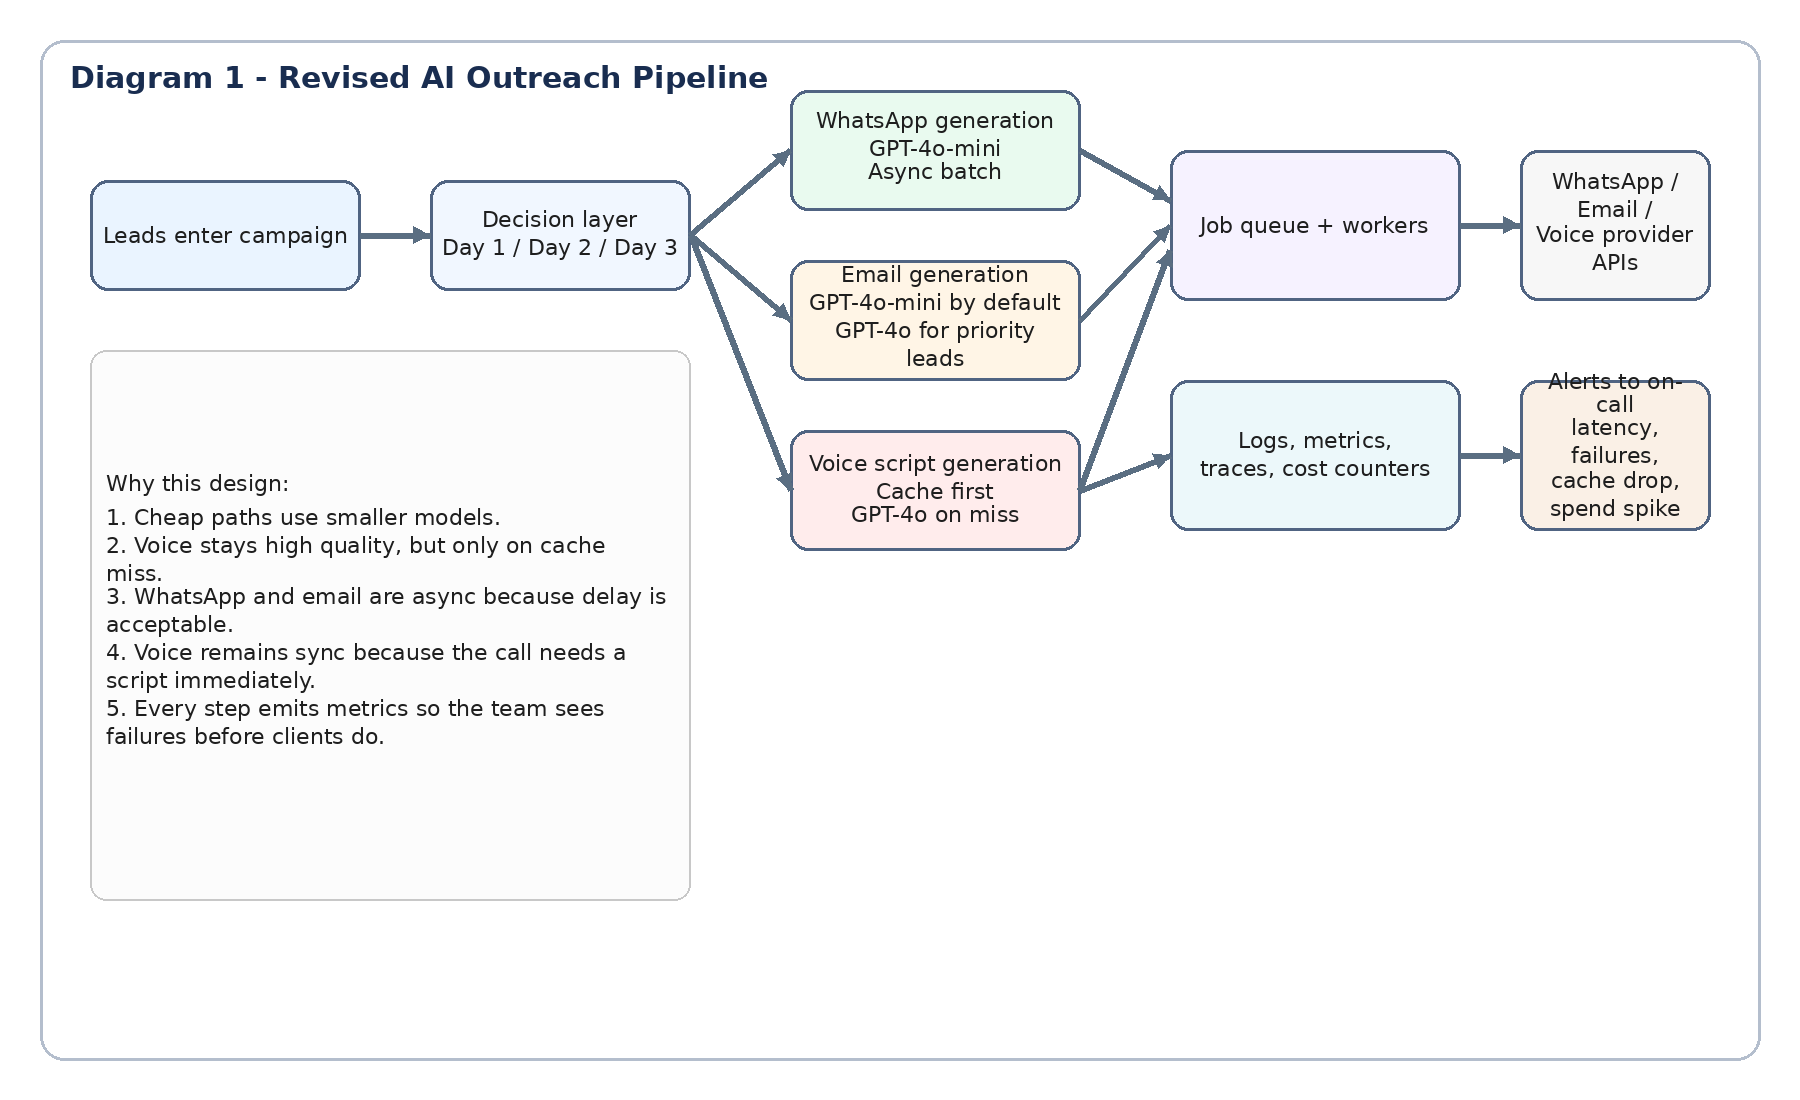 Diagram 1 - Revised AI Outreach Pipeline
Leads enter campaign
Decision layer
Day 1 / Day 2 / Day 3
WhatsApp generation
GPT-4o-mini
Async batch
Email generation
GPT-4o-mini by default
GPT-4o for priority
leads
Voice script generation
Cache first
GPT-4o on miss
Job queue + workers
WhatsApp /
Email /
Voice provider
APIs
Logs, metrics,
traces, cost counters
Alerts to on-
call
latency,
failures,
cache drop,
spend spike
Why this design:
1. Cheap paths use smaller models.
2. Voice stays high quality, but only on cache
miss.
3. WhatsApp and email are async because delay is
acceptable.
4. Voice remains sync because the call needs a
script immediately.
5. Every step emits metrics so the team sees
failures before clients do.